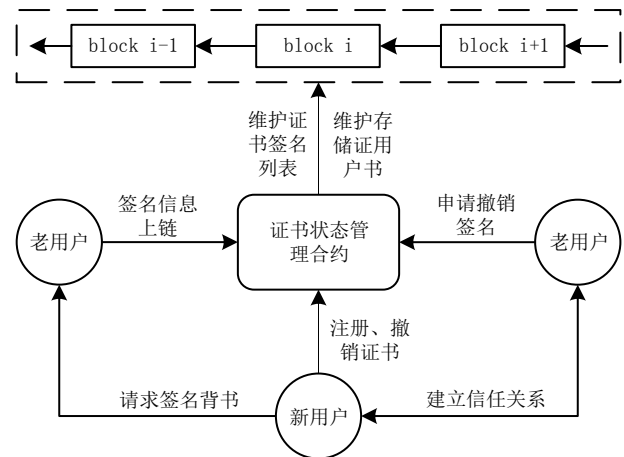 block i-1
block i
block i+1
维护证
书签名
列表
维护存
储证用
户书
签名信息
上链
申请撤销
签名
老用户
证书状态管
理合约
老用户
注册、撤
销证书
请求签名背书
新用户
建立信任关系